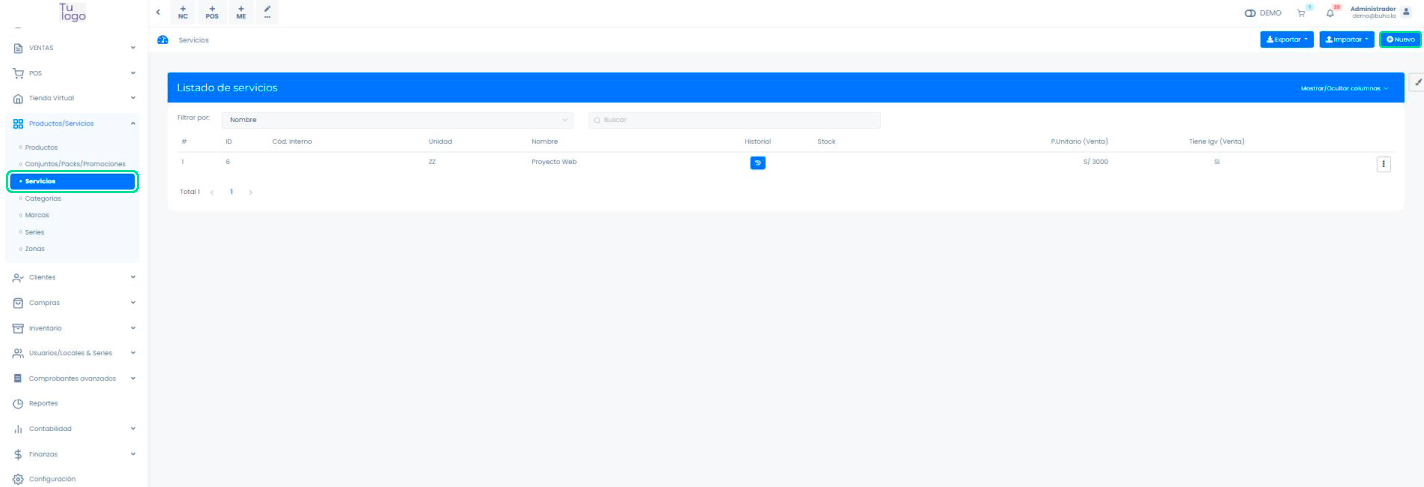 Tu
logo
+
NC
+
POS
+
ME
...
DEMO
1
28
Administrador
demo@buho.la
VENTAS
POS
Tienda Virtual
Productos/Servicios
Productos
Conjuntos/Packs/Promociones
Servicios
Categorias
Marcas
Series
Zonas
Clientes
Compras
Inventario
Usuarios/Locales & Series
Comprobantes avanzados
Reportes
Contabilidad
Finanzas
Configuración
Servicios
Exportar
Importar
Nuevo
Listado de servicios
Mostrar/Ocultar columnas
Filtrar por:
Nombre
Buscar
# ID Cód. Interno Unidad Nombre Historial Stock P.Unitario (Venta) Tiene Igv (Venta)
1 6 ZZ Proyecto Web S/ 3000 Si
Total 1 < 1 >